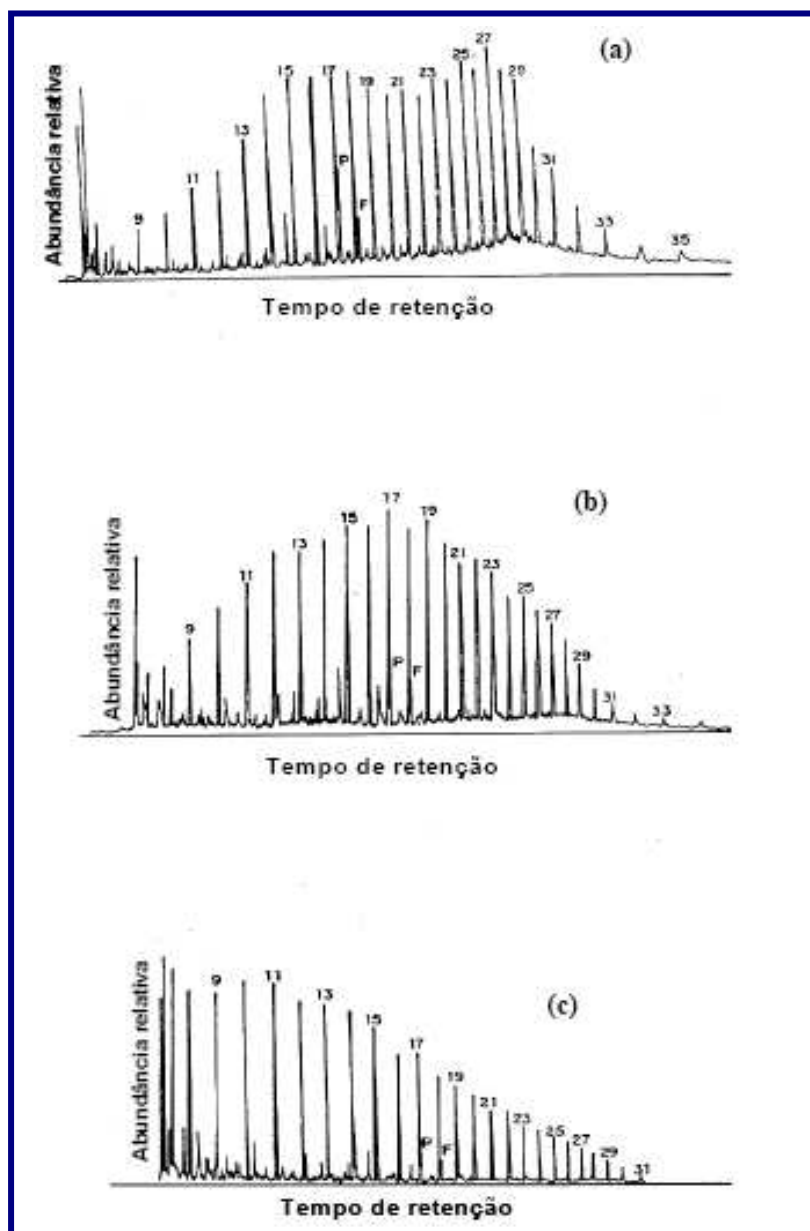 (a)
Abundância relativa
9
11
13
15
17
P
F
19
21
23
25
27
29
31
33
35
Tempo de retenção
(b)
Abundância relativa
9
11
13
15
17
P
F
19
21
23
25
27
29
31
33
Tempo de retenção
(c)
Abundância relativa
9
11
13
15
17
P
F
19
21
23
25
27
29
31
Tempo de retenção